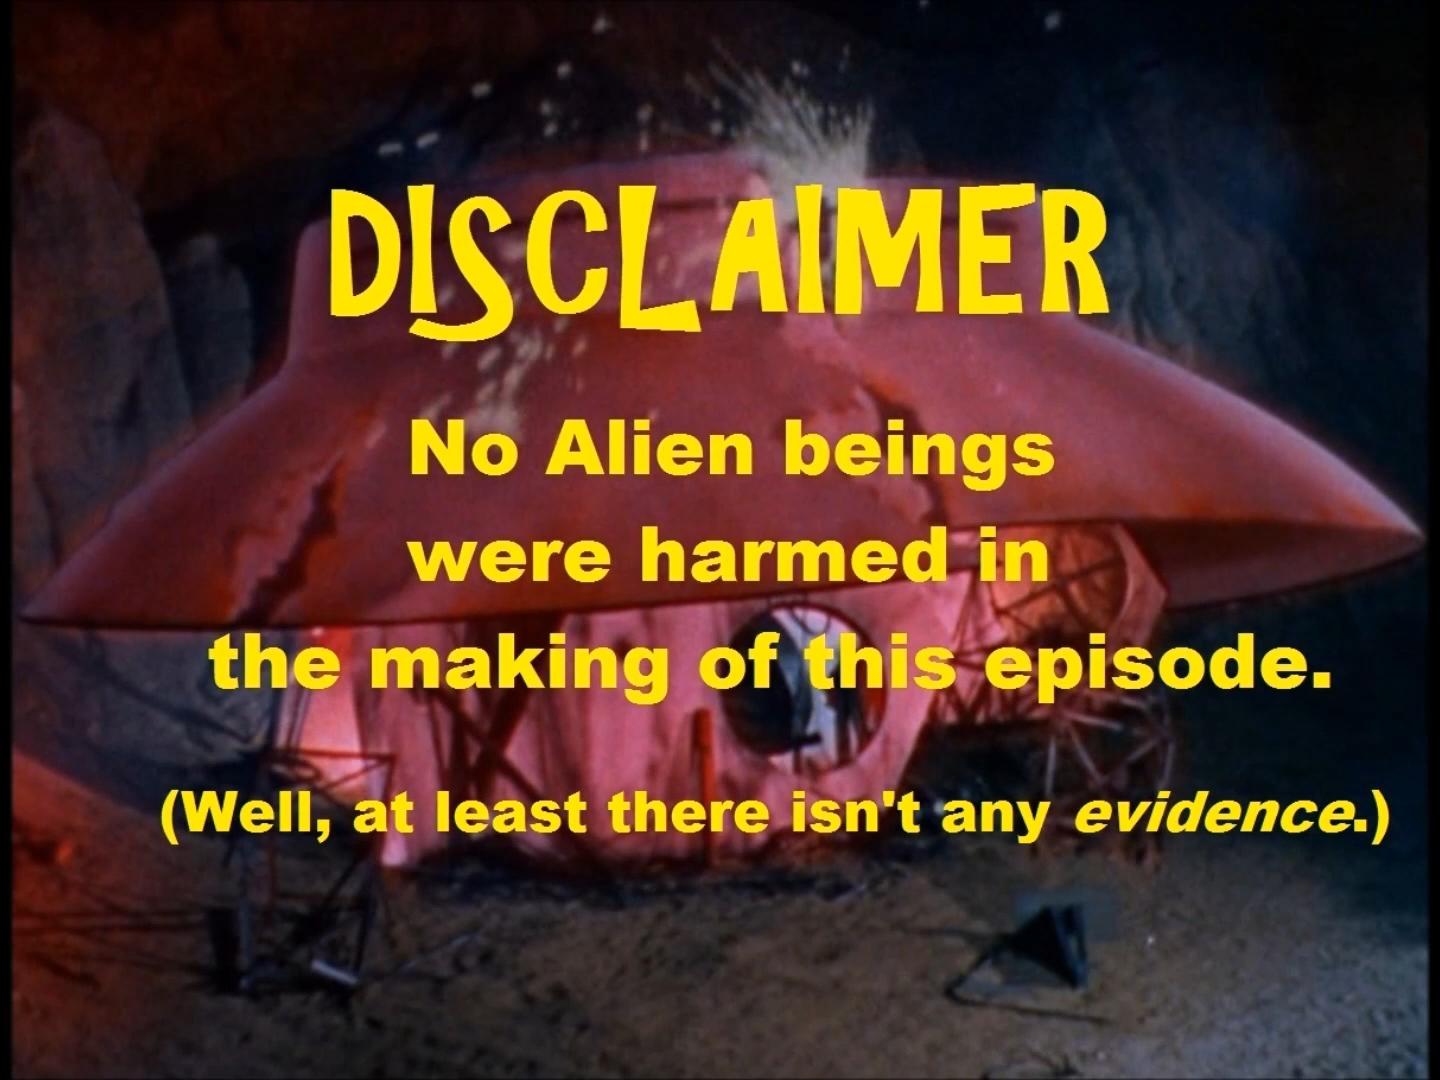 DISCLAIMER
No Alien beings
were harmed in
the making of this episode.
(Well, at least there isn't any evidence.)